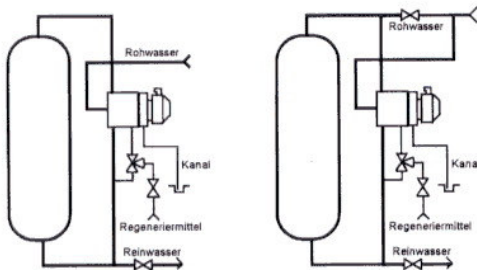 Rohwasser
Kanal
Regeneriermittel
Reinwasser
Rohwasser
Kanal
Regeneriermittel
Reinwasser